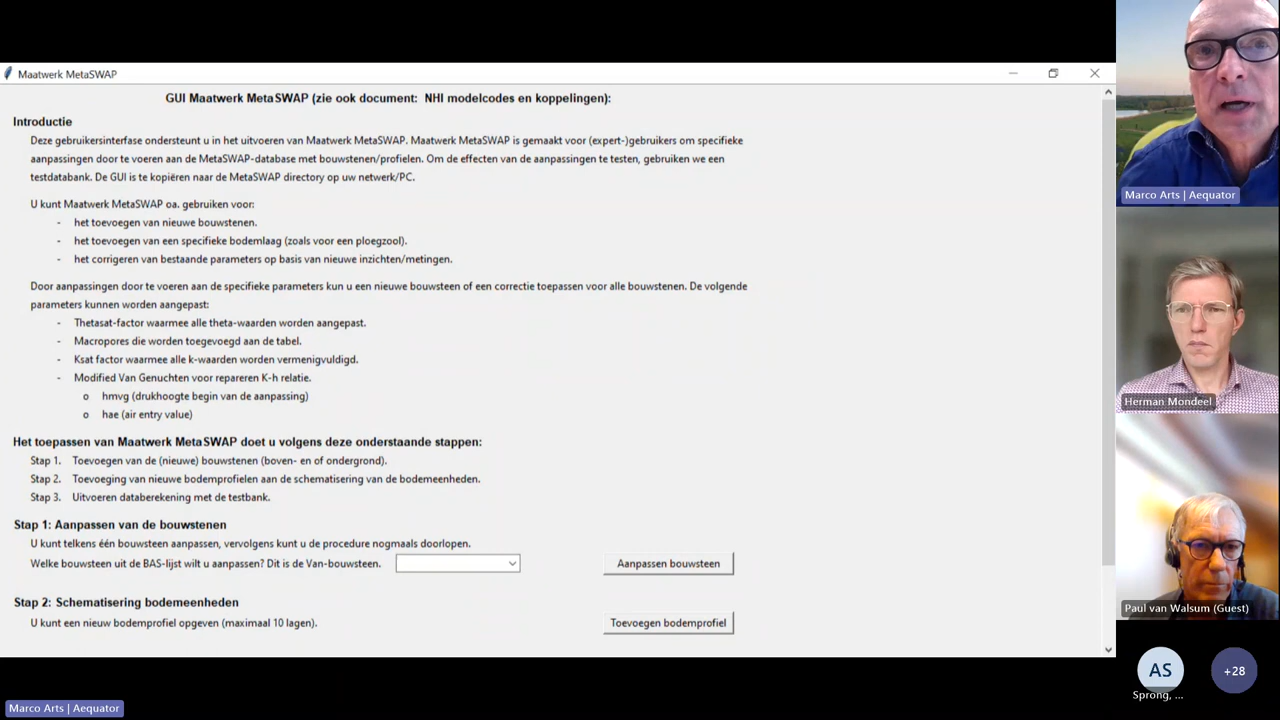 Maatwerk MetaSWAP
GUI Maatwerk MetaSWAP (zie ook document: NHI modelcodes en koppelingen):
Introductie
Deze gebruikersinterface ondersteunt u in het uitvoeren van Maatwerk MetaSWAP. Maatwerk MetaSWAP is gemaakt voor (expert-)gebruikers om specifieke
aanpassingen door te voeren aan de MetaSWAP-database met bouwstenen/profielen. Om de effecten van de aanpassingen te testen, gebruiken we een
testdatabank. De GUI is te kopiëren naar de MetaSWAP directory op uw netwerk/PC.
U kunt Maatwerk MetaSWAP oa. gebruiken voor:
- het toevoegen van nieuwe bouwstenen.
- het toevoegen van een specifieke bodemlaag (zoals voor een ploegzool).
- het corrigeren van bestaande parameters op basis van nieuwe inzichten/metingen.
Door aanpassingen door te voeren aan de specifieke parameters kun u een nieuwe bouwsteen of een correctie toepassen voor alle bouwstenen. De volgende
parameters kunnen worden aangepast:
- Thetasat-factor waarmee alle theta-waarden worden aangepast.
- Macropores die worden toegevoegd aan de tabel.
- Ksat factor waarmee alle k-waarden worden vermenigvuldigd.
- Modified Van Genuchten voor repareren K-h relatie.
o hmvg (drukhoogte begin van de aanpassing)
o hae (air entry value)
Het toepassen van Maatwerk MetaSWAP doet u volgens deze onderstaande stappen:
Stap 1. Toevoegen van de (nieuwe) bouwstenen (boven- en of ondergrond).
Stap 2. Toevoeging van nieuwe bodemprofielen aan de schematisering van de bodemeenheden.
Stap 3. Uitvoeren databerekening met de testbank.
Stap 1: Aanpassen van de bouwstenen
U kunt telkens één bouwsteen aanpassen, vervolgens kunt u de procedure nogmaals doorlopen.
Welke bouwsteen uit de BAS-lijst wilt u aanpassen? Dit is de Van-bouwsteen.
Aanpassen bouwsteen
Stap 2: Schematisering bodemeenheden
U kunt een nieuw bodemprofiel opgeven (maximaal 10 lagen).
Toevoegen bodemprofiel
Marco Arts | Aequator
Marco Arts | Aequator
Herman Mondeel
Paul van Walsum (Guest)
AS
Sprong, ...
+28